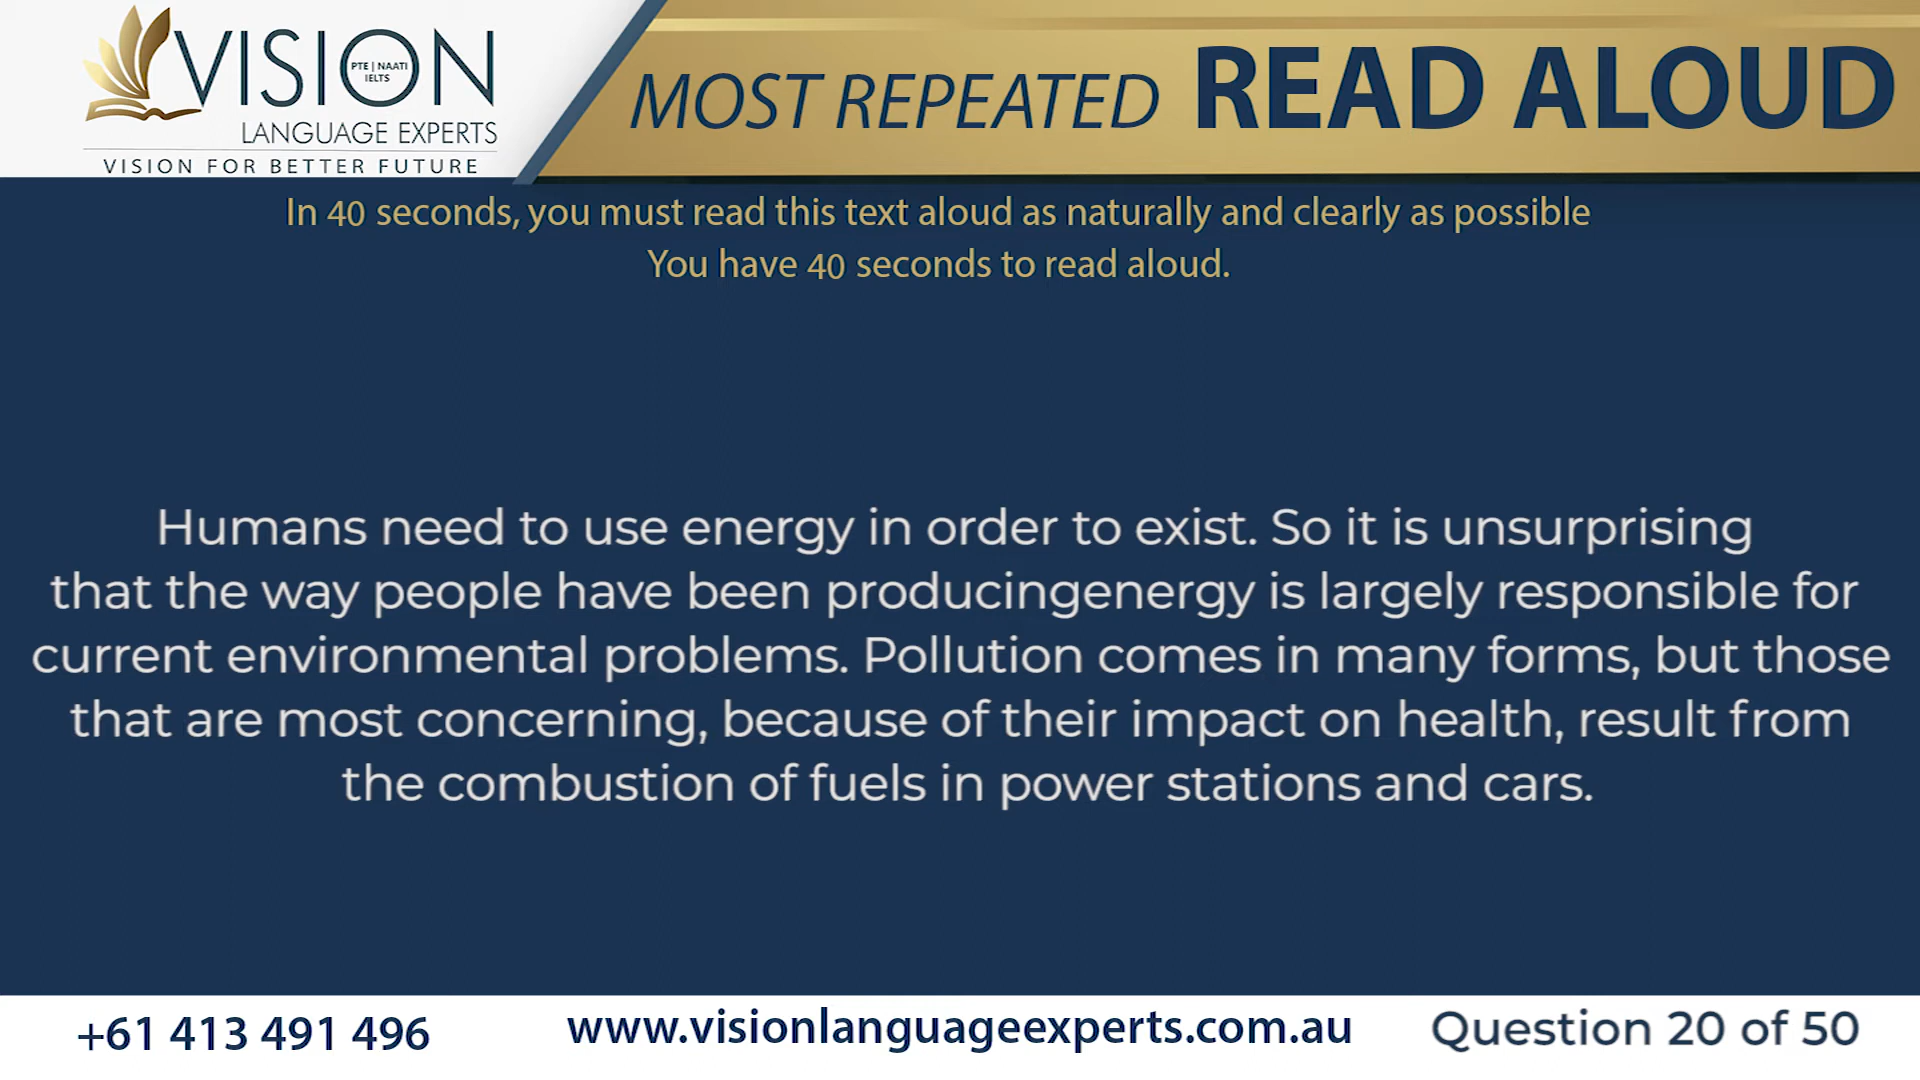 VISION
PTE | NAATI
IELTS
LANGUAGE EXPERTS
VISION FOR BETTER FUTURE
MOST REPEATED READ ALOUD
In 40 seconds, you must read this text aloud as naturally and clearly as possible
You have 40 seconds to read aloud.
Humans need to use energy in order to exist. So it is unsurprising
that the way people have been producingenergy is largely responsible for
current environmental problems. Pollution comes in many forms, but those
that are most concerning, because of their impact on health, result from
the combustion of fuels in power stations and cars.
+61 413 491 496
www.visionlanguageexperts.com.au
Question 20 of 50